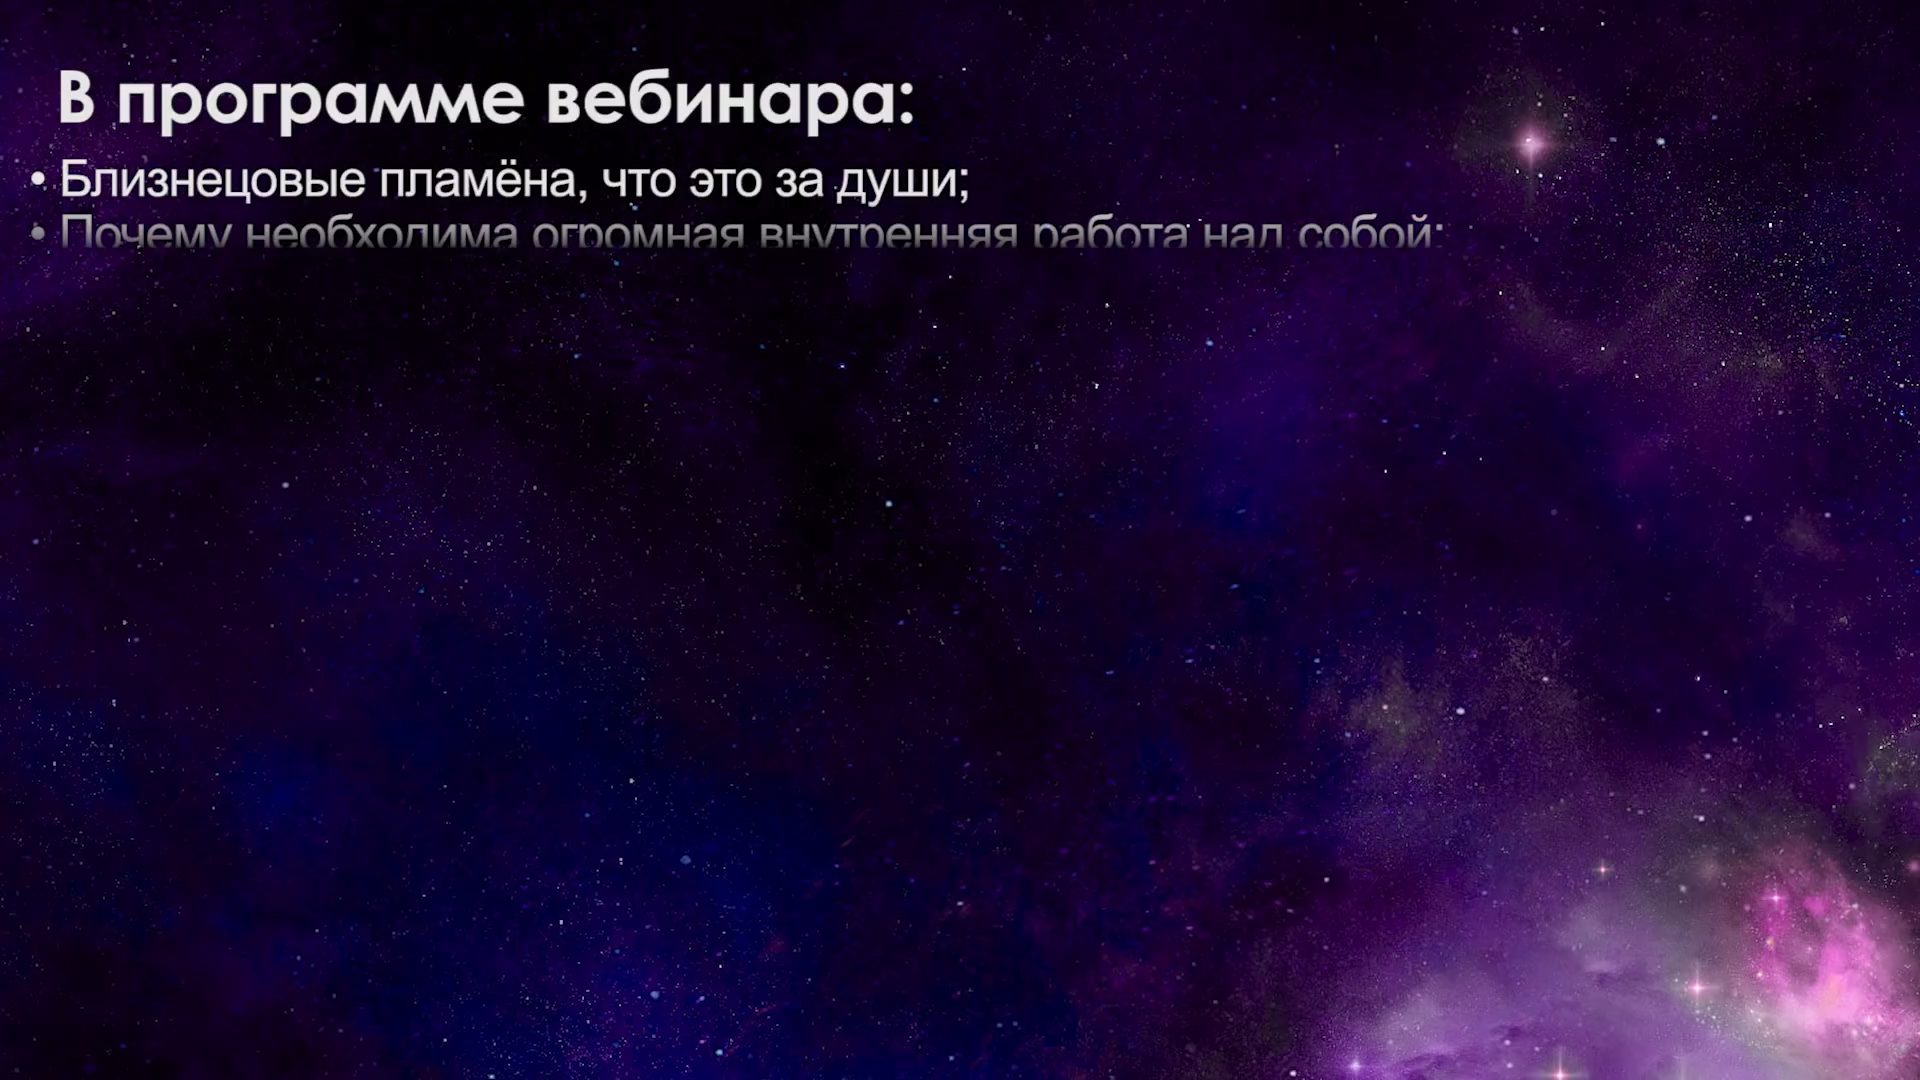 В программе вебинара:
• Близнецовые пламёна, что это за души;
• Почему необходима огромная внутренняя работа над собой;